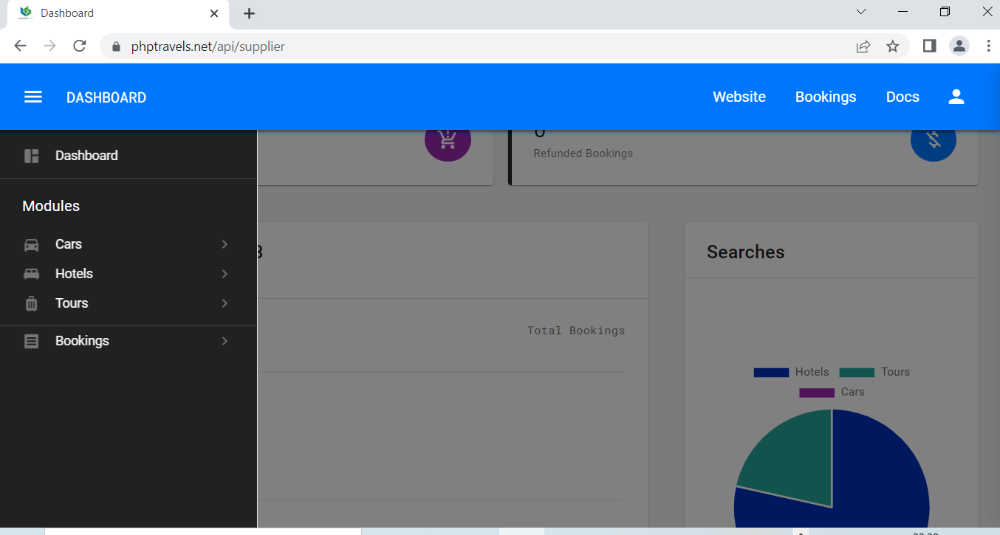 Dashboard
phptravels.net/api/supplier
DASHBOARD
Website
Bookings
Docs
Dashboard
Modules
Cars
Hotels
Tours
Bookings
0
Refunded Bookings
3
Total Bookings
Searches
Hotels
Tours
Cars